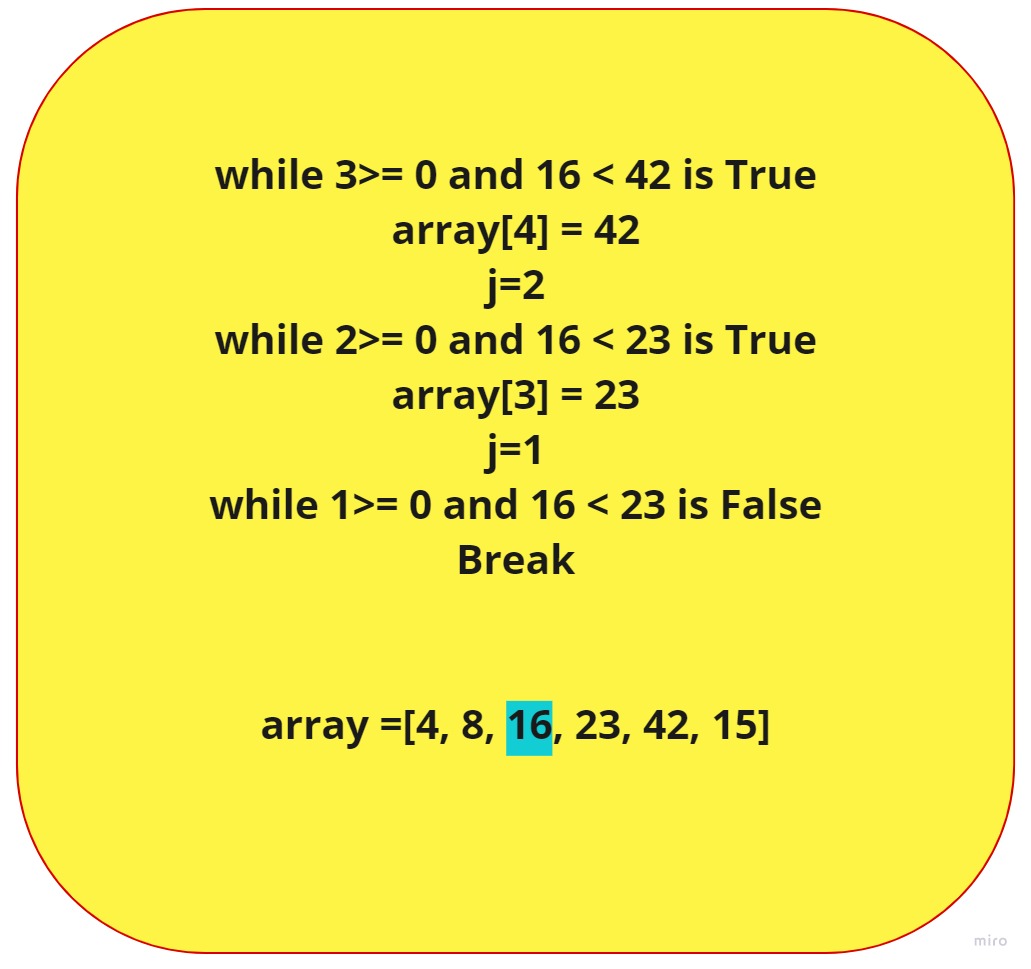 while 3>= 0 and 16 < 42 is True
array[4] = 42
j=2
while 2>= 0 and 16 < 23 is True
array[3] = 23
j=1
while 1>= 0 and 16 < 23 is False
Break
array =[4, 8, 16, 23, 42, 15]
miro